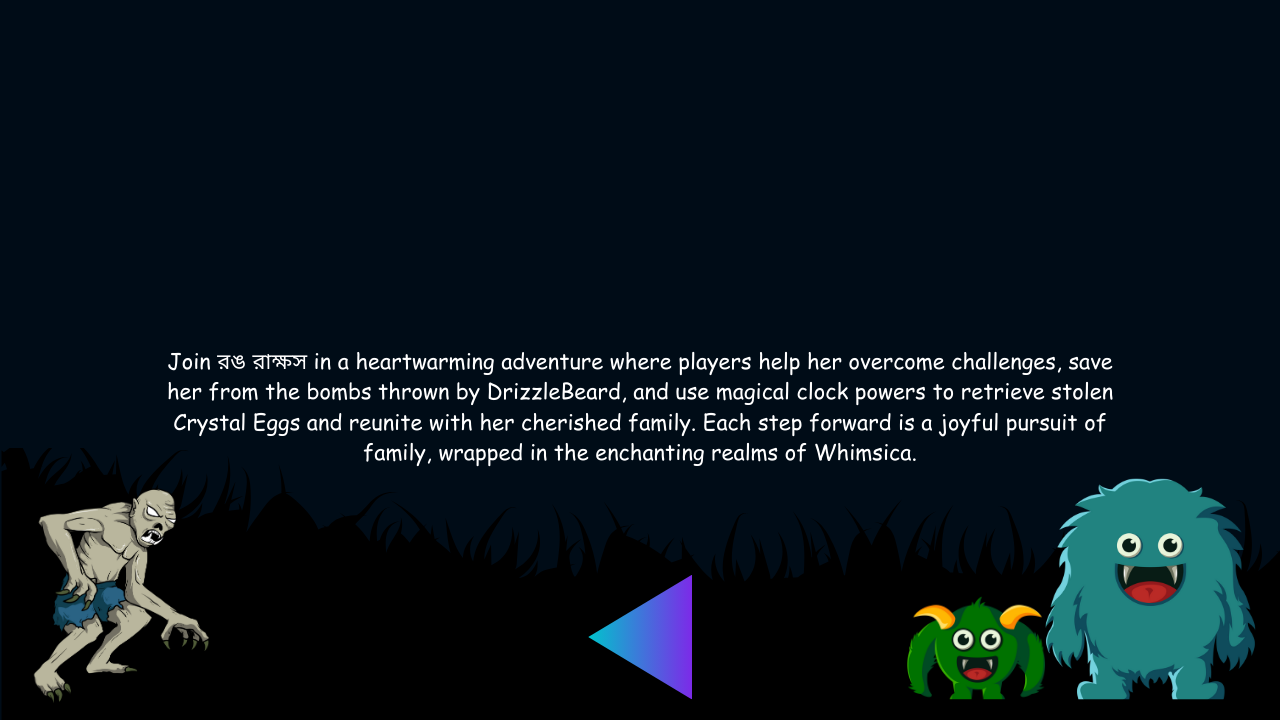 Join রঙ রাক্ষস in a heartwarming adventure where players help her overcome challenges, save
her from the bombs thrown by DrizzleBeard, and use magical clock powers to retrieve stolen
Crystal Eggs and reunite with her cherished family. Each step forward is a joyful pursuit of
family, wrapped in the enchanting realms of Whimsica.